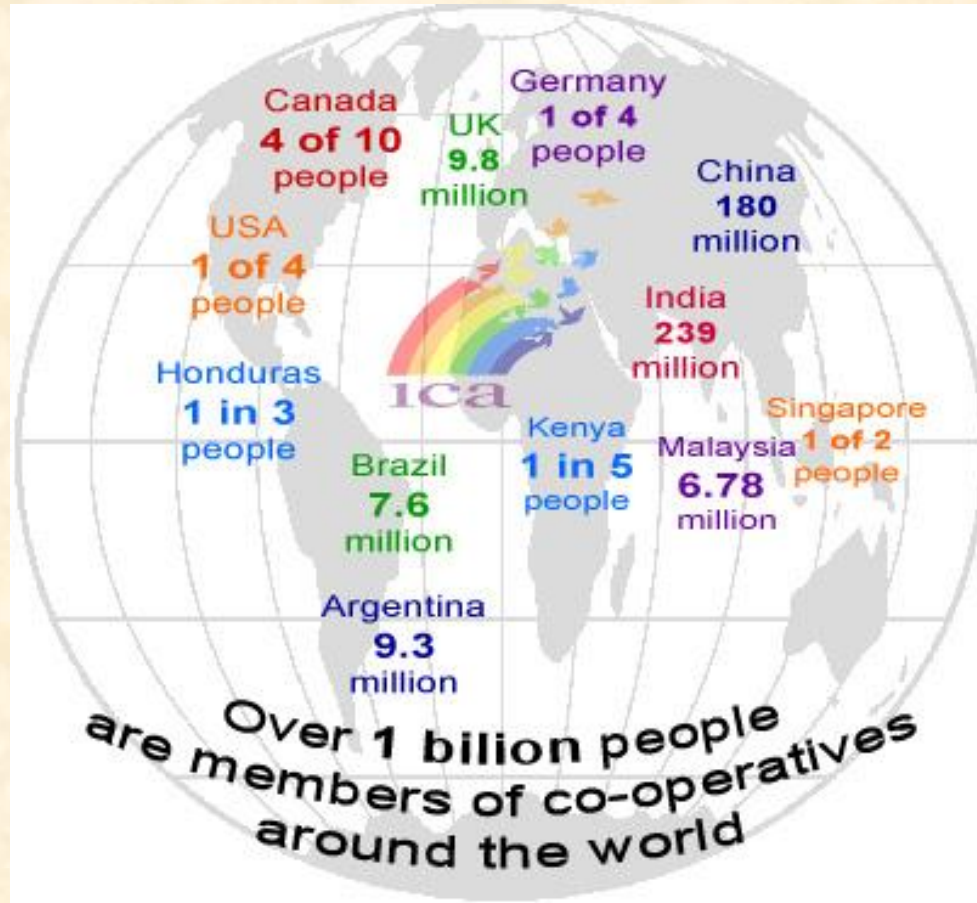 Canada
4 of 10
people
UK
9.8
million
Germany
1 of 4
people
China
180
million
USA
1 of 4
people
India
239
million
ica
Honduras
1 in 3
people
Brazil
7.6
million
Kenya
1 in 5
people
Malaysia
6.78
million
Singapore
1 of 2
people
Argentina
9.3
million
Over 1 bilion people
are members of co-operatives
around the world